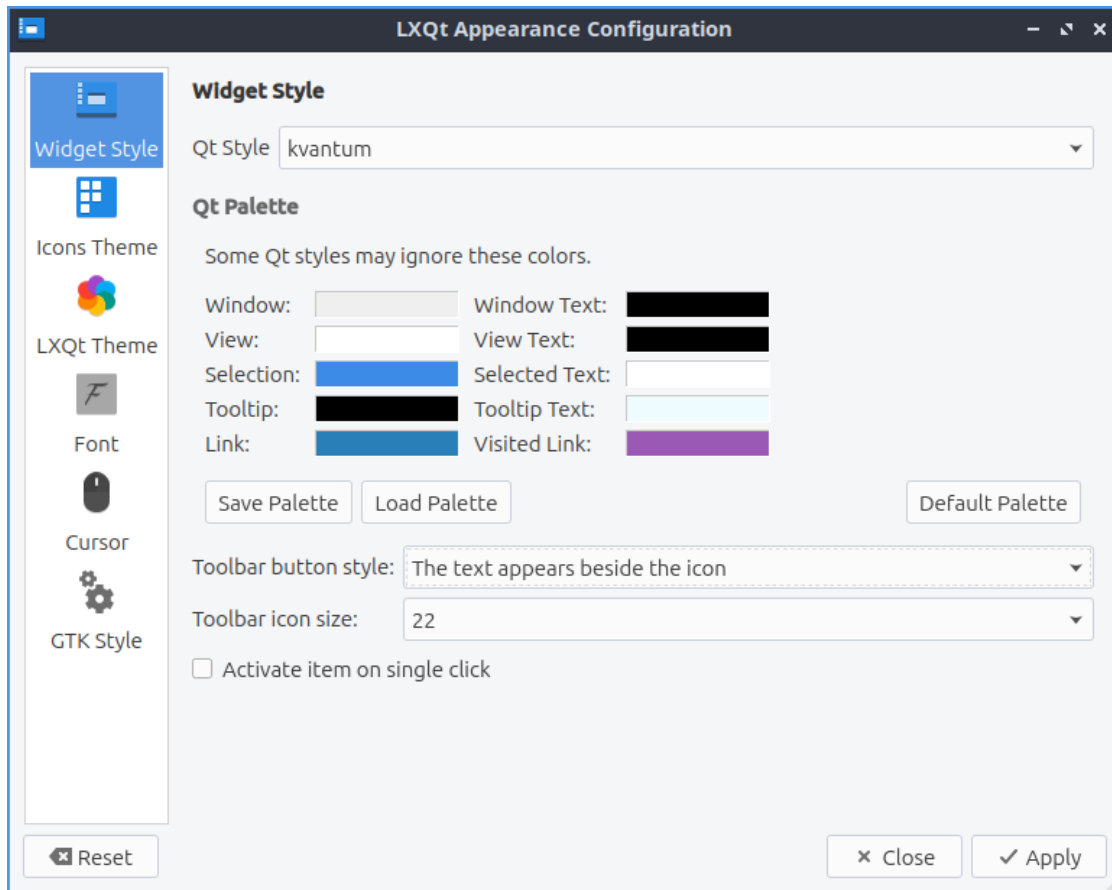 LXQt Appearance Configuration
Widget Style
Icons Theme
LXQt Theme
Font
Cursor
GTK Style
Widget Style
Qt Style kvantum
Qt Palette
Some Qt styles may ignore these colors.
Window: Window Text:
View: View Text:
Selection: Selected Text:
Tooltip: Tooltip Text:
Link: Visited Link:
Save Palette Load Palette Default Palette
Toolbar button style: The text appears beside the icon
Toolbar icon size: 22
Activate item on single click
Reset Close Apply